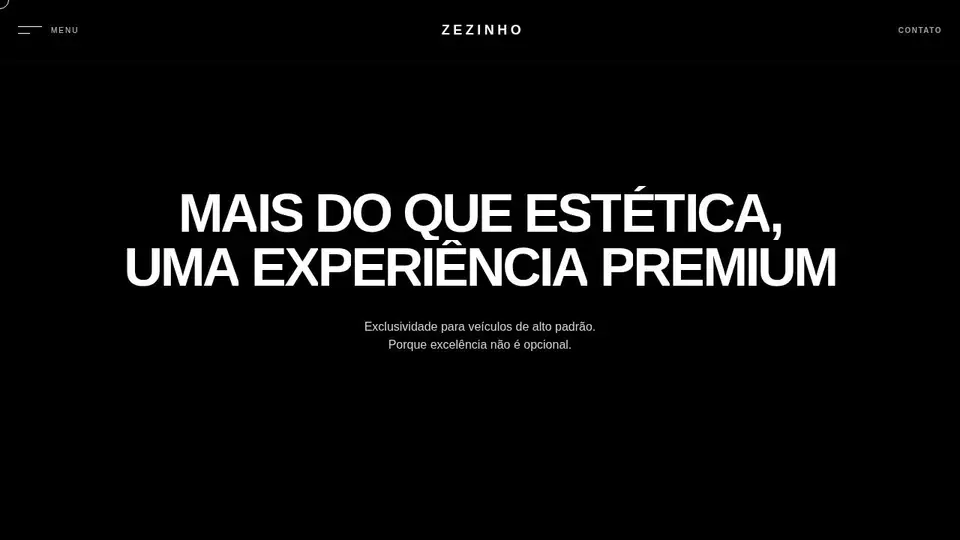 MENU
ZEZINHO
CONTATO
MAIS DO QUE ESTÉTICA,
UMA EXPERIÊNCIA PREMIUM
Exclusividade para veículos de alto padrão.
Porque excelência não é opcional.